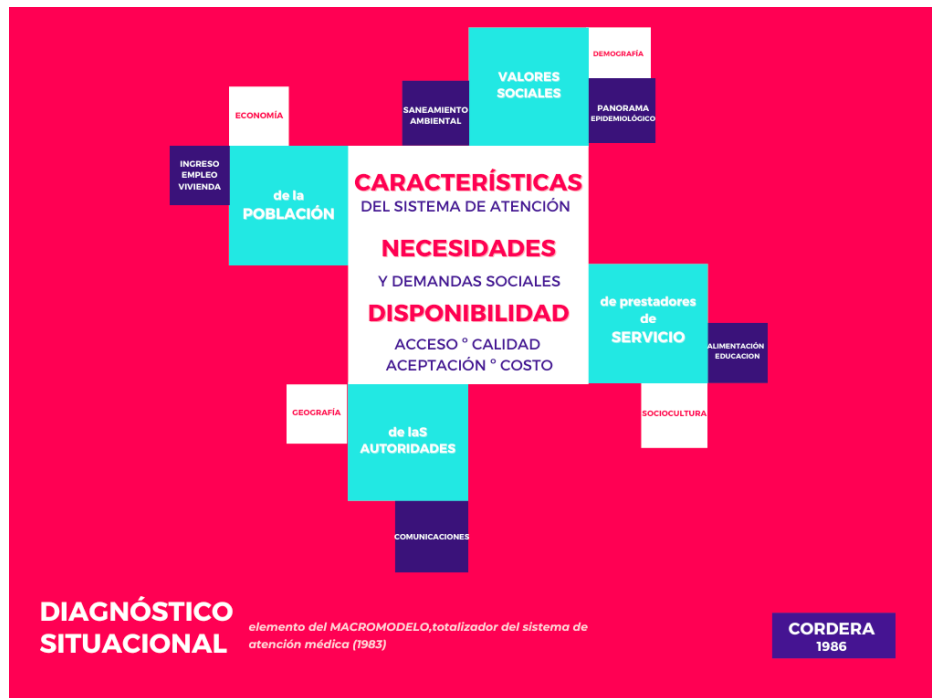 VALORES
SOCIALES
DEMOGRAFÍA
SANEAMIENTO
AMBIENTAL
PANORAMA
EPIDEMIOLÓGICO
ECONOMÍA
INGRESO
EMPLEO
VIVIENDA
de la
POBLACIÓN
CARACTERÍSTICAS
DEL SISTEMA DE ATENCIÓN
NECESIDADES
Y DEMANDAS SOCIALES
DISPONIBILIDAD
ACCESO º CALIDAD
ACEPTACIÓN º COSTO
de prestadores
de
SERVICIO
ALIMENTACIÓN
EDUCACION
SOCIOCULTURA
GEOGRAFÍA
de laS
AUTORIDADES
COMUNICACIONES
DIAGNÓSTICO
SITUACIONAL
elemento del MACROMODELO,totalizador del sistema de
atención médica (1983)
CORDERA
1986